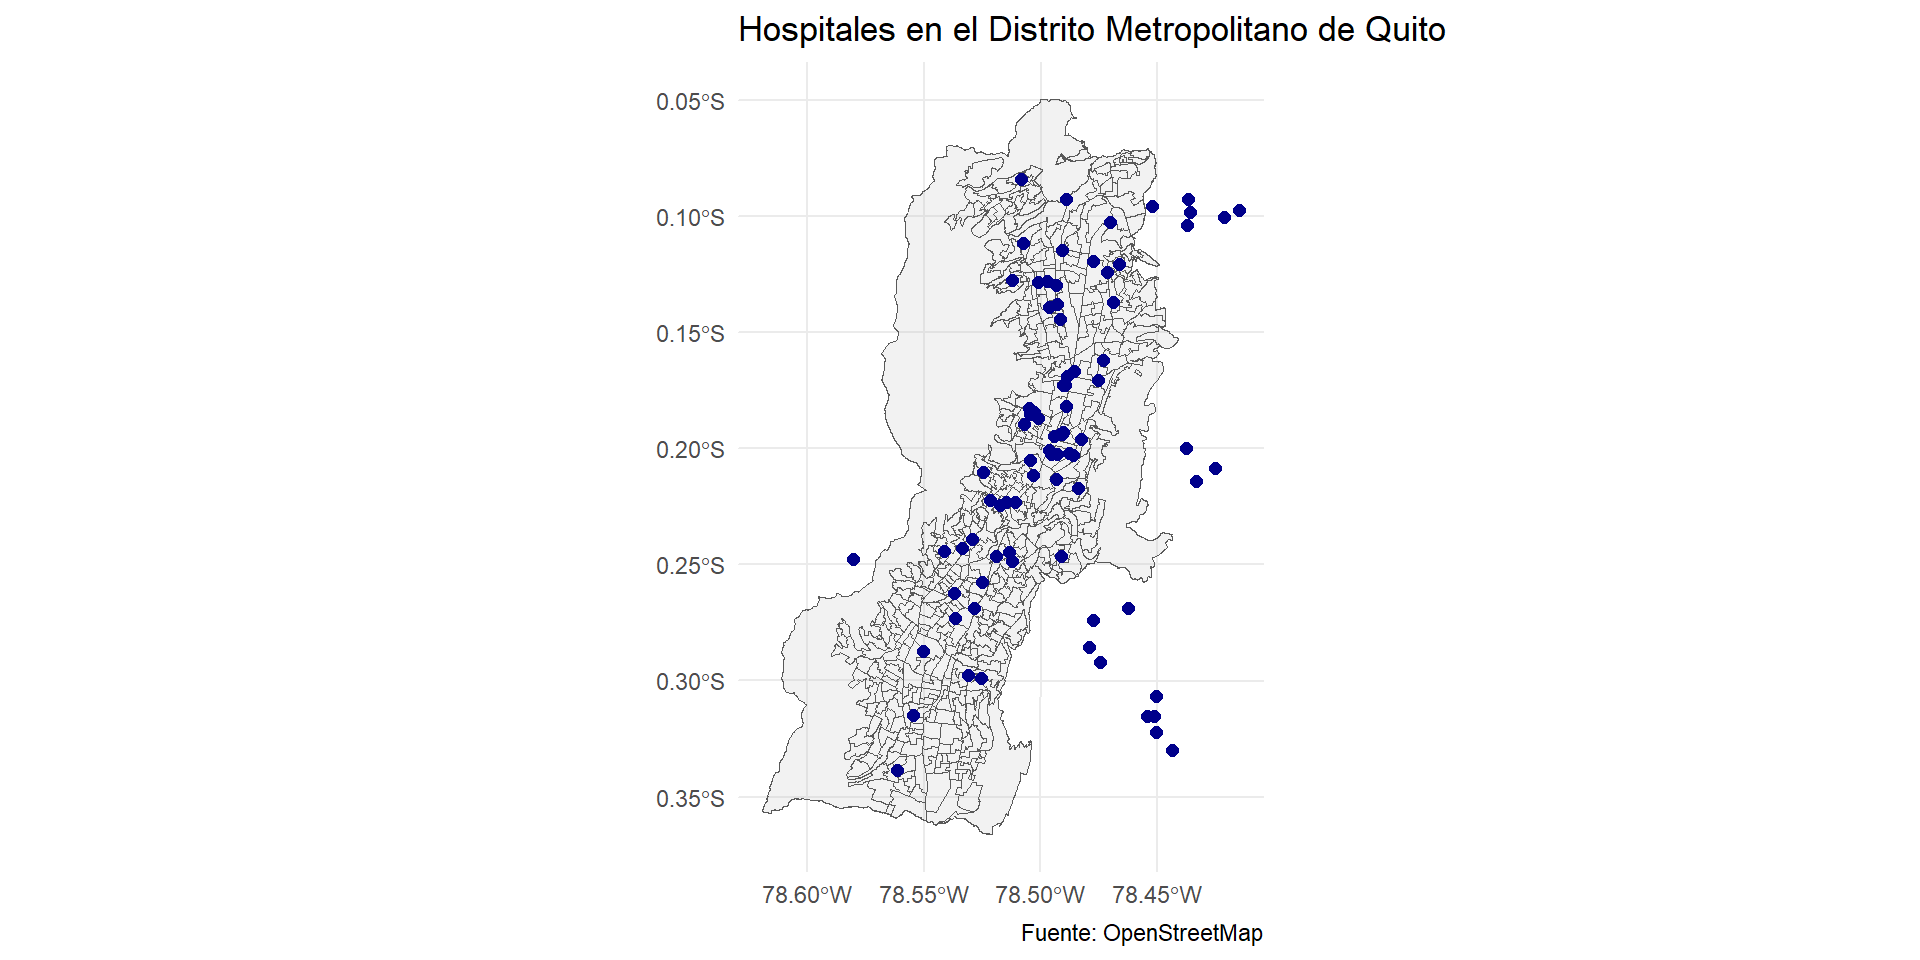 Hospitales en el Distrito Metropolitano de Quito
0.05°S
0.10°S
0.15°S
0.20°S
0.25°S
0.30°S
0.35°S
78.60°W 78.55°W 78.50°W 78.45°W
Fuente: OpenStreetMap